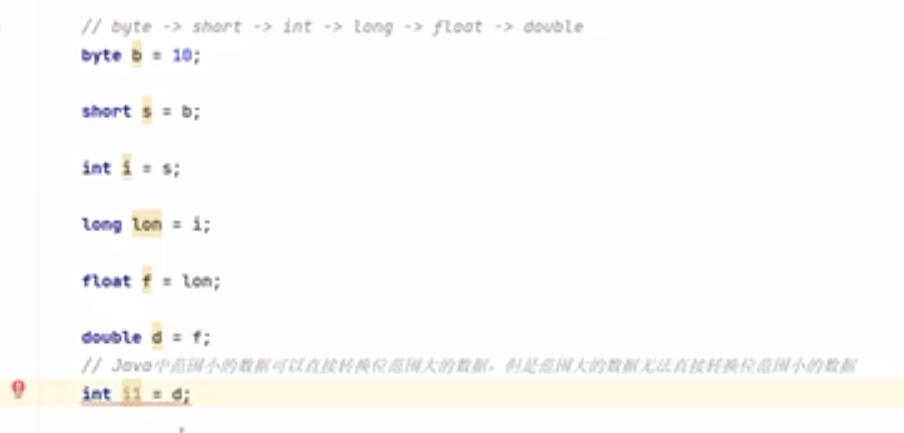 // byte -> short -> int -> long -> float -> double
byte b = 10;
short s = b;
int i = s;
long lon = i;
float f = lon;
double d = f;
// Java中范围小的数据可以直接转换位范围大的数据，但是范围大的数据无法直接转换位范围小的数据
int i1 = d;